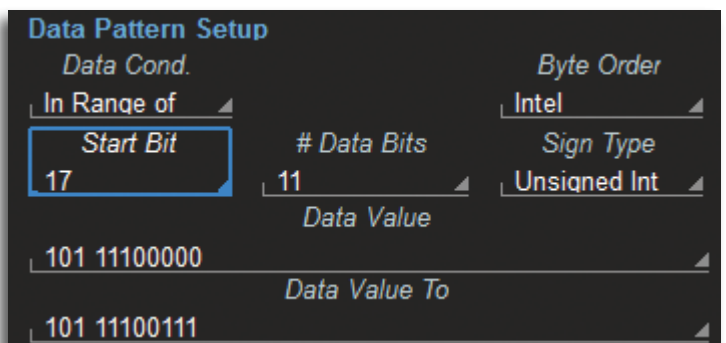 Data Pattern Setup
Data Cond. Byte Order
In Range of Intel
Start Bit # Data Bits Sign Type
17 11 Unsigned Int
Data Value
101 11100000
Data Value To
101 11100111